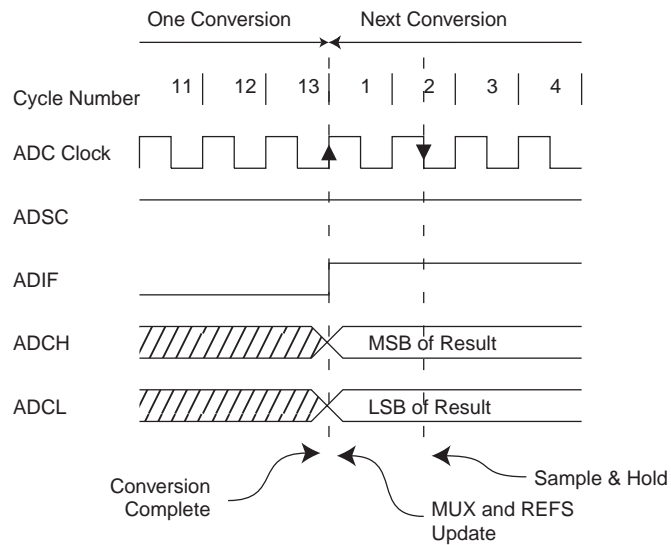 One Conversion Next Conversion
Cycle Number 11 12 13 1 2 3 4
ADC Clock
ADSC
ADIF
ADCH MSB of Result
ADCL LSB of Result
Conversion
Complete
MUX and REFS
Update
Sample & Hold